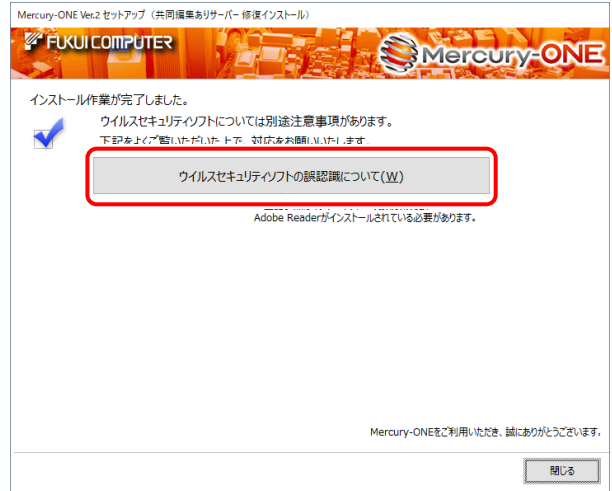 Mercury-ONE Ver.2 セットアップ（共同編集ありサーバー 修復インストール）
FUKUI COMPUTER
Mercury-ONE
インストール作業が完了しました。
ウイルスセキュリティソフトについては別途注意事項があります。
下記をよくご覧いただいた上で、対応をお願いいたします。
ウイルスセキュリティソフトの誤認識について(W)
Adobe Readerがインストールされている必要があります。
Mercury-ONEをご利用いただき、誠にありがとうございます。
閉じる